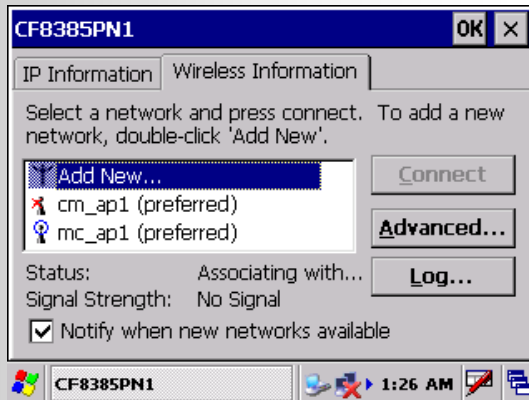 CF8385PN1 OK
IP Information Wireless Information
Select a network and press connect. To add a new
network, double-click 'Add New'.
Add New...
Connect
cm_ap1 (preferred)
mc_ap1 (preferred)
Advanced...
Status: Associating with...
Log...
Signal Strength: No Signal
Notify when new networks available
CF8385PN1 1:26 AM